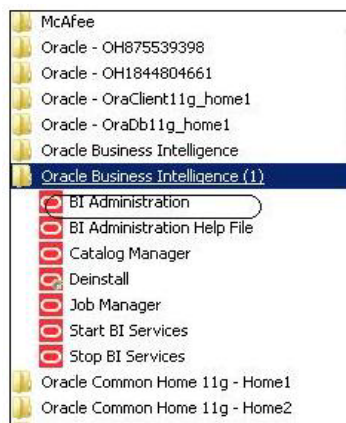 McAfee
Oracle - OH875539398
Oracle - OH1844804661
Oracle - OraClient11g_home1
Oracle - OraDb11g_home1
Oracle Business Intelligence
Oracle Business Intelligence (1)
BI Administration
BI Administration Help File
Catalog Manager
Deinstall
Job Manager
Start BI Services
Stop BI Services
Oracle Common Home 11g - Home1
Oracle Common Home 11g - Home2